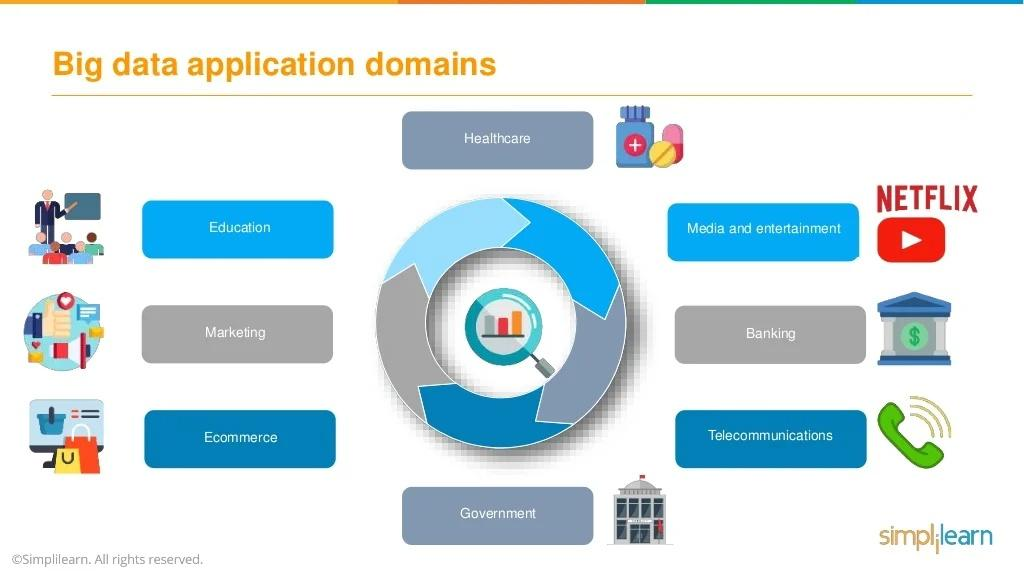 Big data application domains
Healthcare
Education
Media and entertainment
NETFLIX
Marketing
Banking
Ecommerce
Telecommunications
Government
simplilearn
©Simplilearn. All rights reserved.